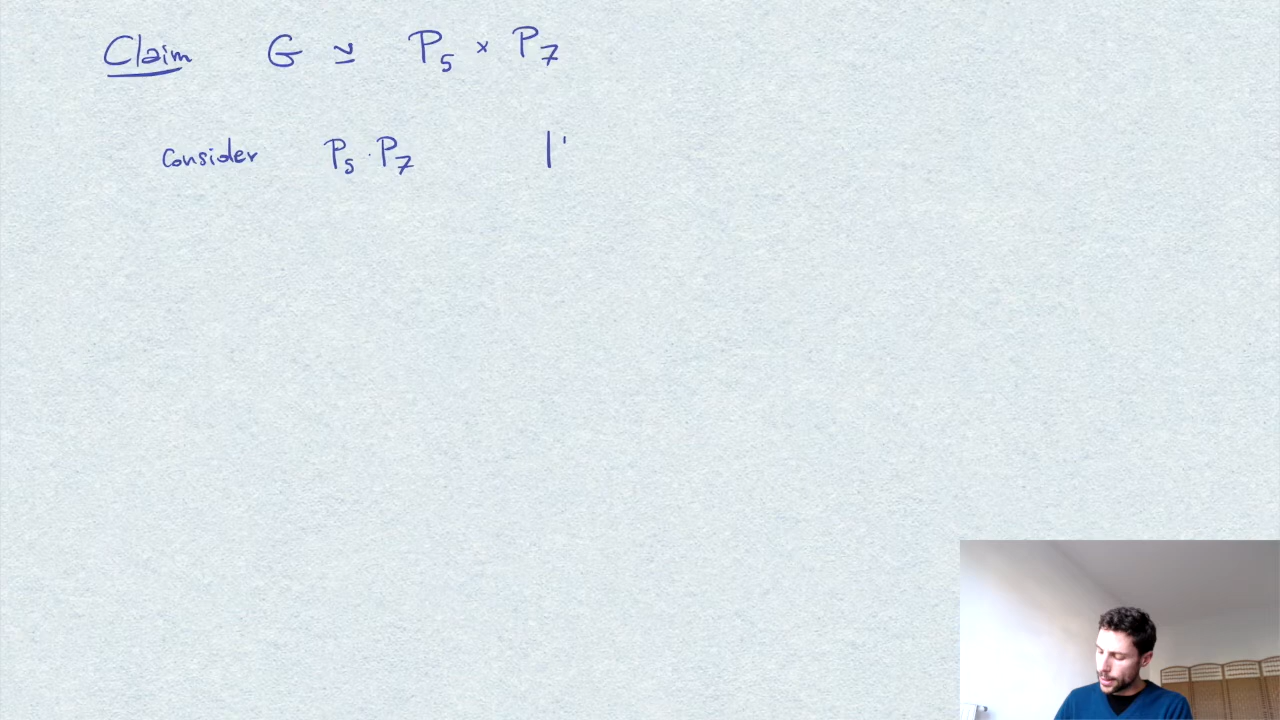 Claim G ≃ P₅ × P₇
Consider P₅ · P₇ |'